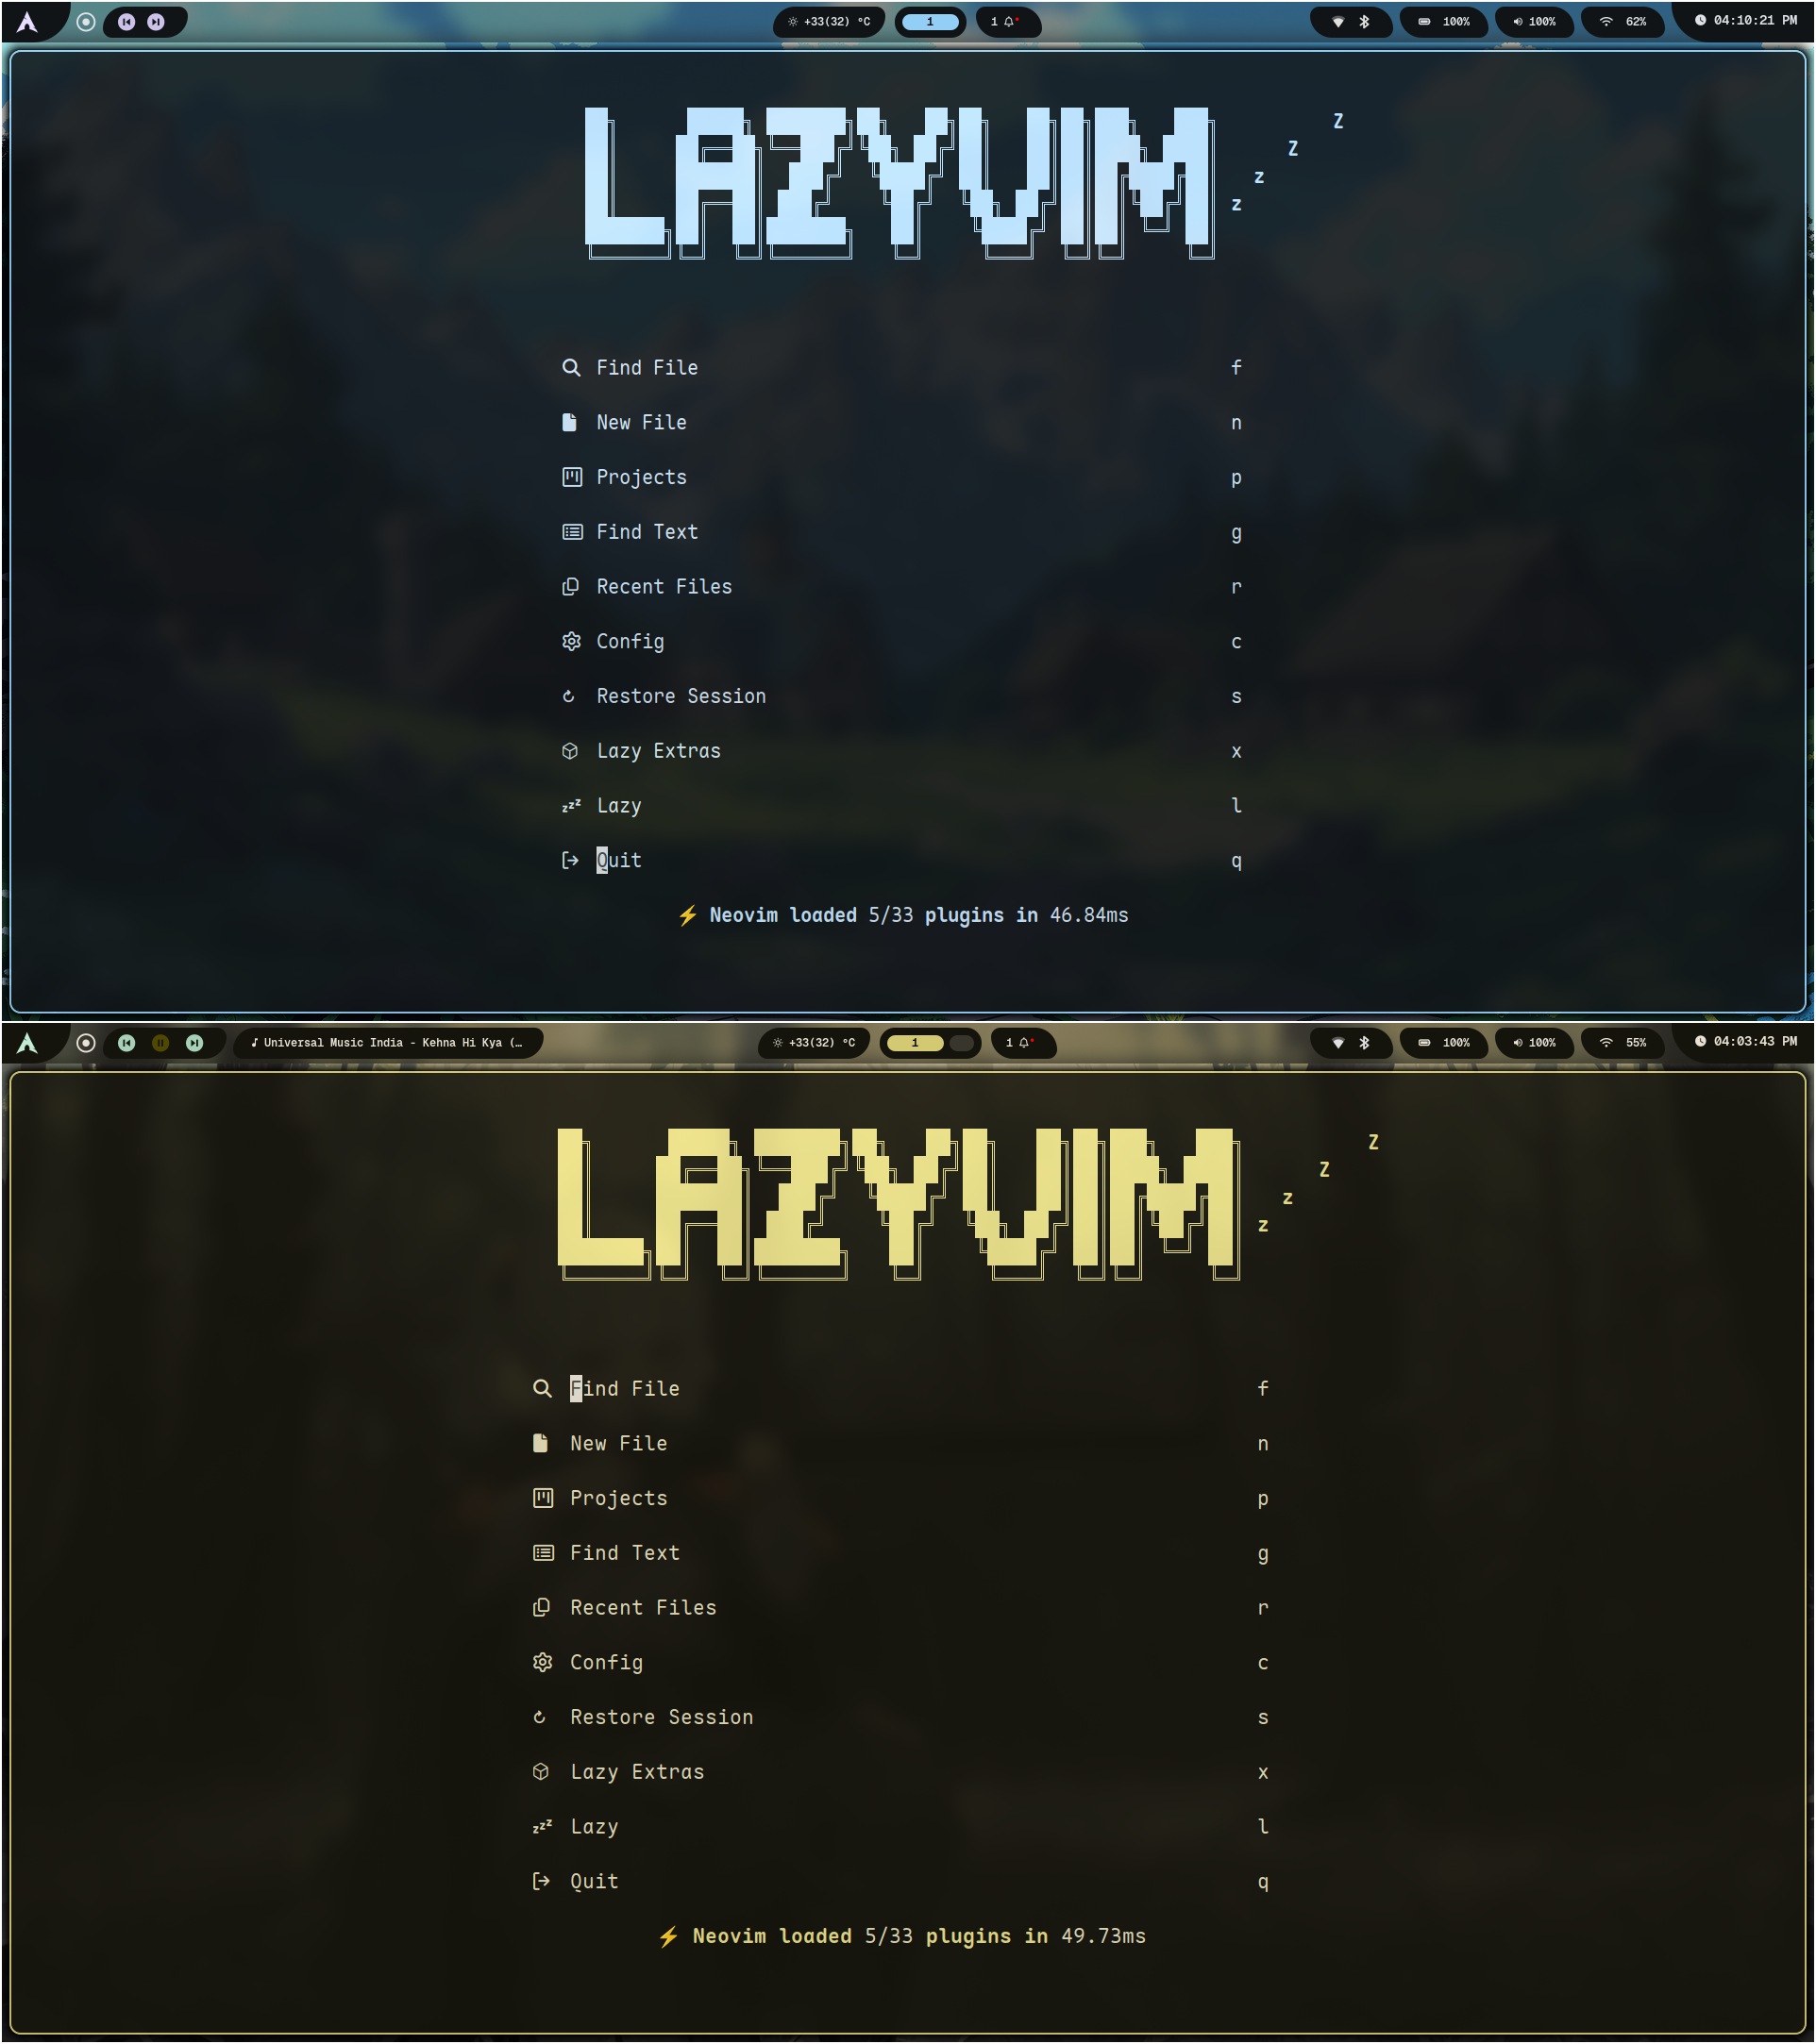 +33(32) °C 1 1 100% 100% 62% 04:10:21 PM
LAZYVIM
Z
Z
z
z
Find File f
New File n
Projects p
Find Text g
Recent Files r
Config c
Restore Session s
Lazy Extras x
zzz Lazy l
Quit q
⚡ Neovim loaded 5/33 plugins in 46.84ms
♪ Universal Music India - Kehna Hi Kya (… +33(32) °C 1 1 100% 100% 55% 04:03:43 PM
LAZYVIM
Z
Z
z
z
Find File f
New File n
Projects p
Find Text g
Recent Files r
Config c
Restore Session s
Lazy Extras x
zzz Lazy l
Quit q
⚡ Neovim loaded 5/33 plugins in 49.73ms